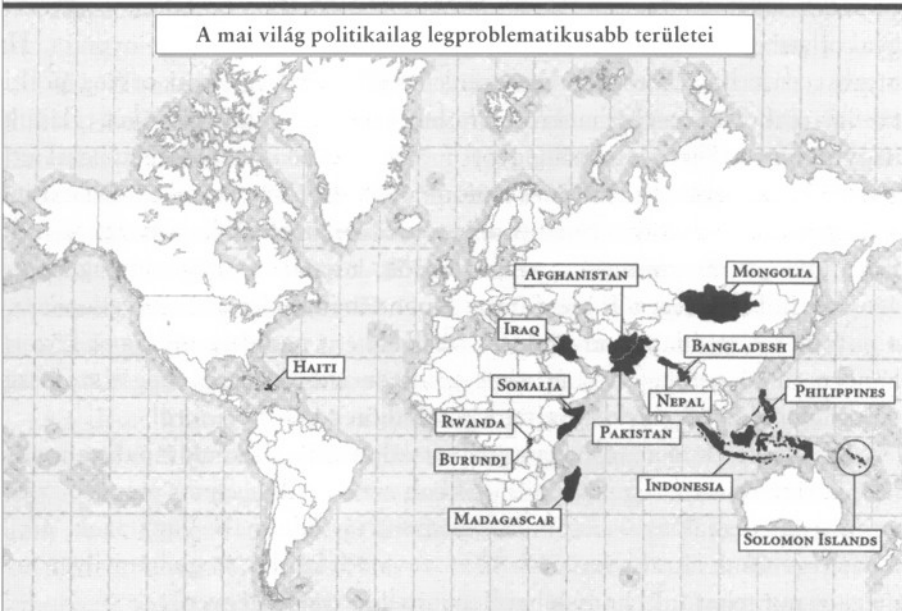 A mai világ politikailag legproblematikusabb területei
AFGHANISTAN
MONGOLIA
IRAQ
BANGLADESH
HAITI
SOMALIA
NEPAL
PHILIPPINES
RWANDA
PAKISTAN
BURUNDI
INDONESIA
MADAGASCAR
SOLOMON ISLANDS